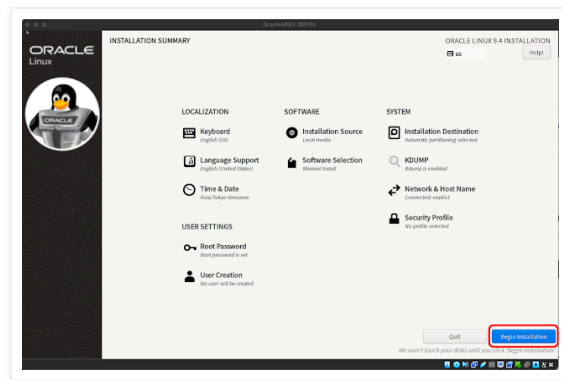 OracleAPEX [実行中]
ORACLE
Linux
ORACLE
INSTALLATION SUMMARY
ORACLE LINUX 9.4 INSTALLATION
us
Help!
LOCALIZATION
Keyboard
English (US)
Language Support
English (United States)
Time & Date
Asia/Tokyo timezone
USER SETTINGS
Root Password
Root password is set
User Creation
No user will be created
SOFTWARE
Installation Source
Local media
Software Selection
Minimal Install
SYSTEM
Installation Destination
Automatic partitioning selected
KDUMP
Kdump is enabled
Network & Host Name
Connected: enp0s3
Security Profile
No profile selected
Quit
Begin Installation
We won't touch your disks until you click 'Begin Installation'.